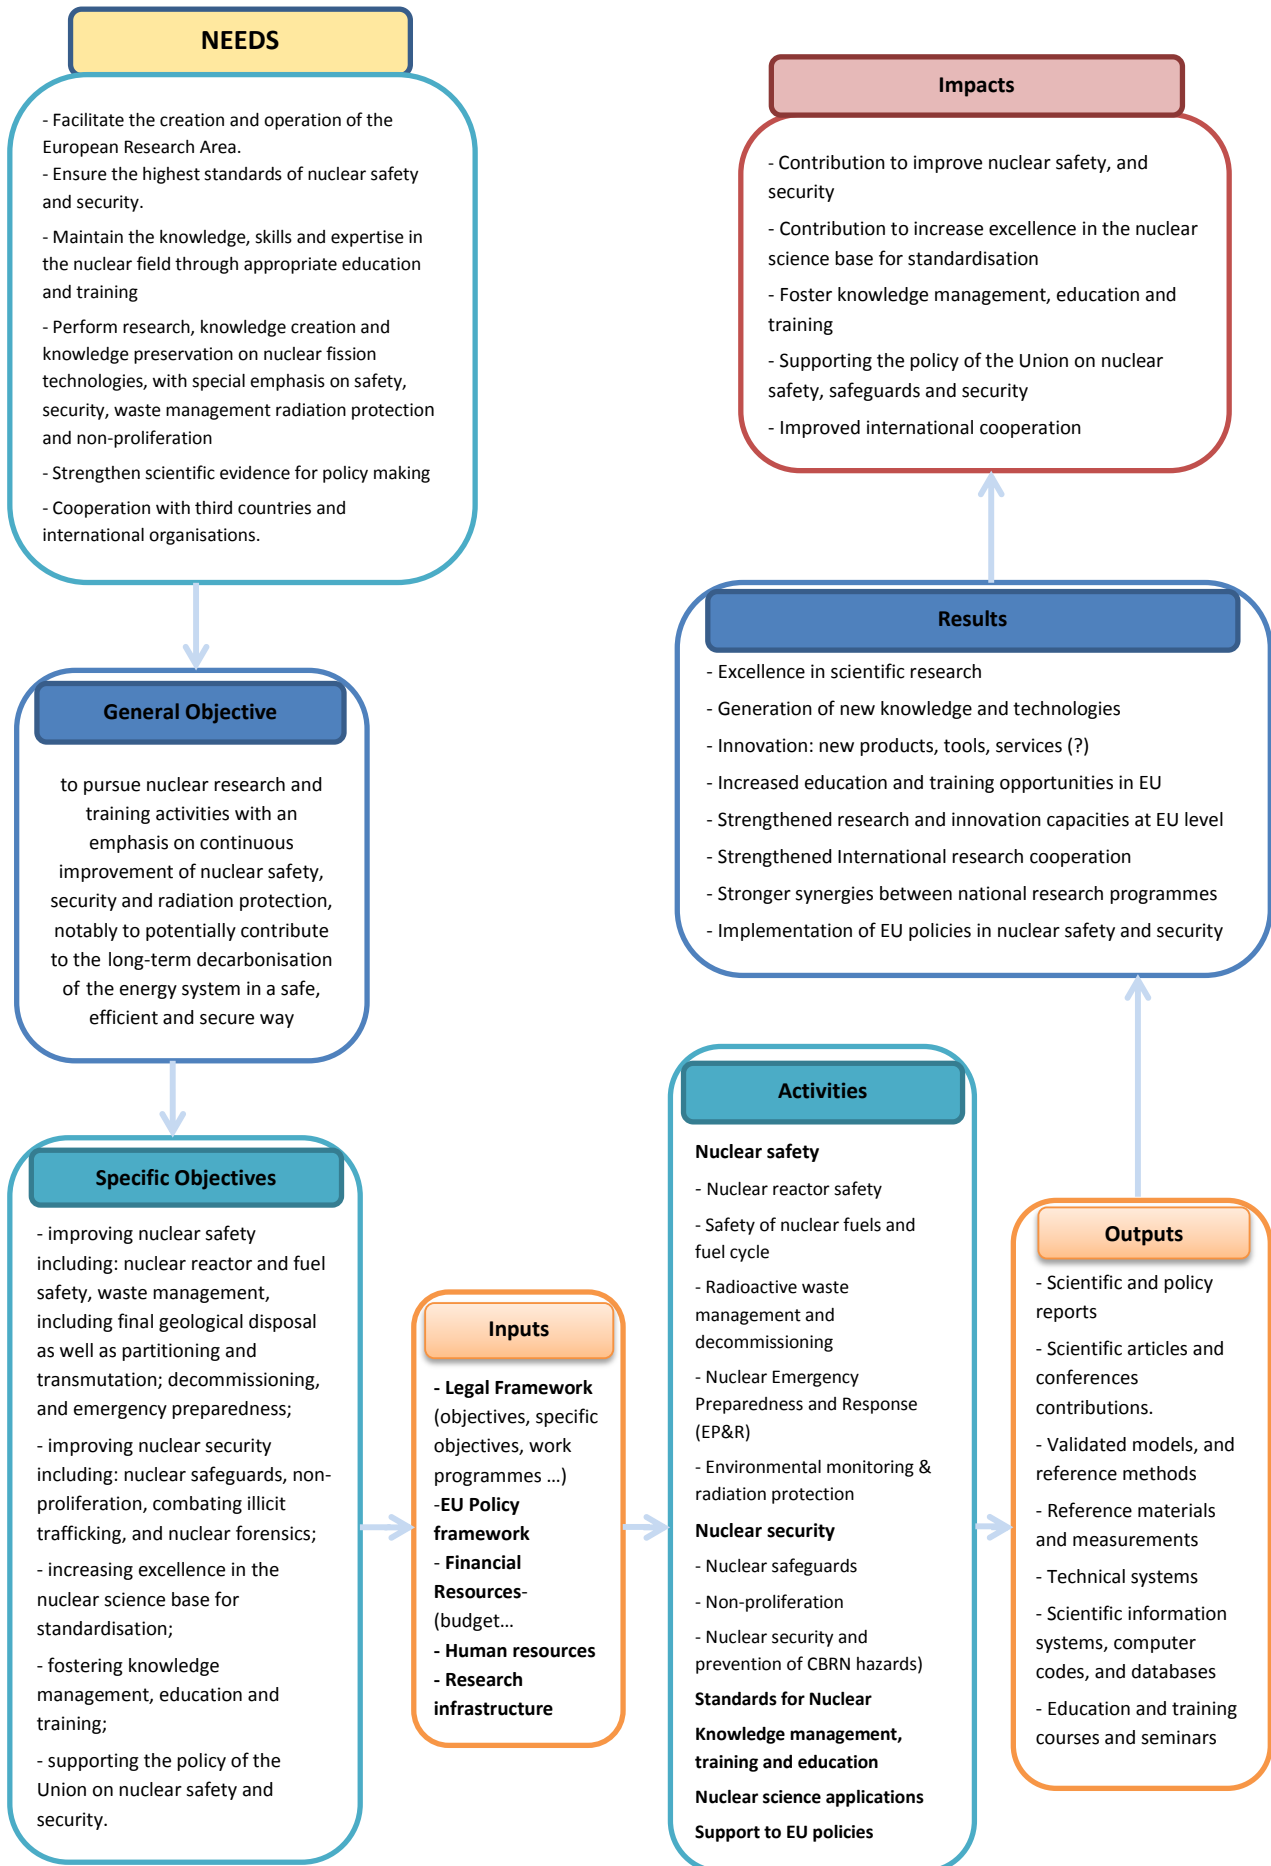 NEEDS
- Facilitate the creation and operation of the
European Research Area.
- Ensure the highest standards of nuclear safety
and security.
- Maintain the knowledge, skills and expertise in
the nuclear field through appropriate education
and training
- Perform research, knowledge creation and
knowledge preservation on nuclear fission
technologies, with special emphasis on safety,
security, waste management radiation protection
and non-proliferation
- Strengthen scientific evidence for policy making
- Cooperation with third countries and
international organisations.
General Objective
to pursue nuclear research and
training activities with an
emphasis on continuous
improvement of nuclear safety,
security and radiation protection,
notably to potentially contribute
to the long-term decarbonisation
of the energy system in a safe,
efficient and secure way
Specific Objectives
- improving nuclear safety
including: nuclear reactor and fuel
safety, waste management,
including final geological disposal
as well as partitioning and
transmutation; decommissioning,
and emergency preparedness;
- improving nuclear security
including: nuclear safeguards, non-
proliferation, combating illicit
trafficking, and nuclear forensics;
- increasing excellence in the
nuclear science base for
standardisation;
- fostering knowledge
management, education and
training;
- supporting the policy of the
Union on nuclear safety and
security.
Inputs
- Legal Framework
(objectives, specific
objectives, work
programmes ...)
-EU Policy
framework
- Financial
Resources-
(budget...
- Human resources
- Research
infrastructure
Activities
Nuclear safety
- Nuclear reactor safety
- Safety of nuclear fuels and
fuel cycle
- Radioactive waste
management and
decommissioning
- Nuclear Emergency
Preparedness and Response
(EP&R)
- Environmental monitoring &
radiation protection
Nuclear security
- Nuclear safeguards
- Non-proliferation
- Nuclear security and
prevention of CBRN hazards)
Standards for Nuclear
Knowledge management,
training and education
Nuclear science applications
Support to EU policies
Outputs
- Scientific and policy
reports
- Scientific articles and
conferences
contributions.
- Validated models, and
reference methods
- Reference materials
and measurements
- Technical systems
- Scientific information
systems, computer
codes, and databases
- Education and training
courses and seminars
Results
- Excellence in scientific research
- Generation of new knowledge and technologies
- Innovation: new products, tools, services (?)
- Increased education and training opportunities in EU
- Strengthened research and innovation capacities at EU level
- Strengthened International research cooperation
- Stronger synergies between national research programmes
- Implementation of EU policies in nuclear safety and security
Impacts
- Contribution to improve nuclear safety, and
security
- Contribution to increase excellence in the nuclear
science base for standardisation
- Foster knowledge management, education and
training
- Supporting the policy of the Union on nuclear
safety, safeguards and security
- Improved international cooperation